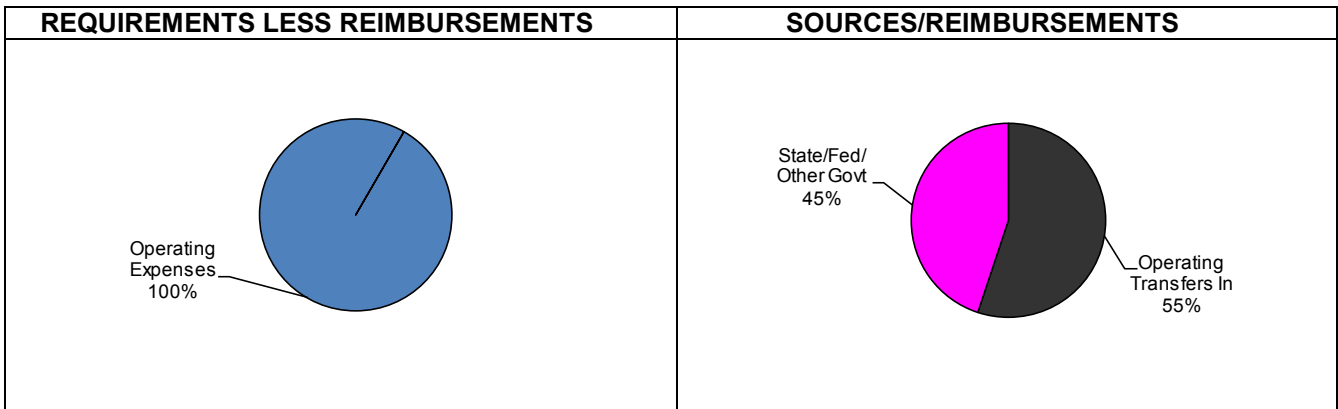 REQUIREMENTS LESS REIMBURSEMENTS
Operating
Expenses
100%
SOURCES/REIMBURSEMENTS
State/Fed/
Other Govt
45%
Operating
Transfers In
55%